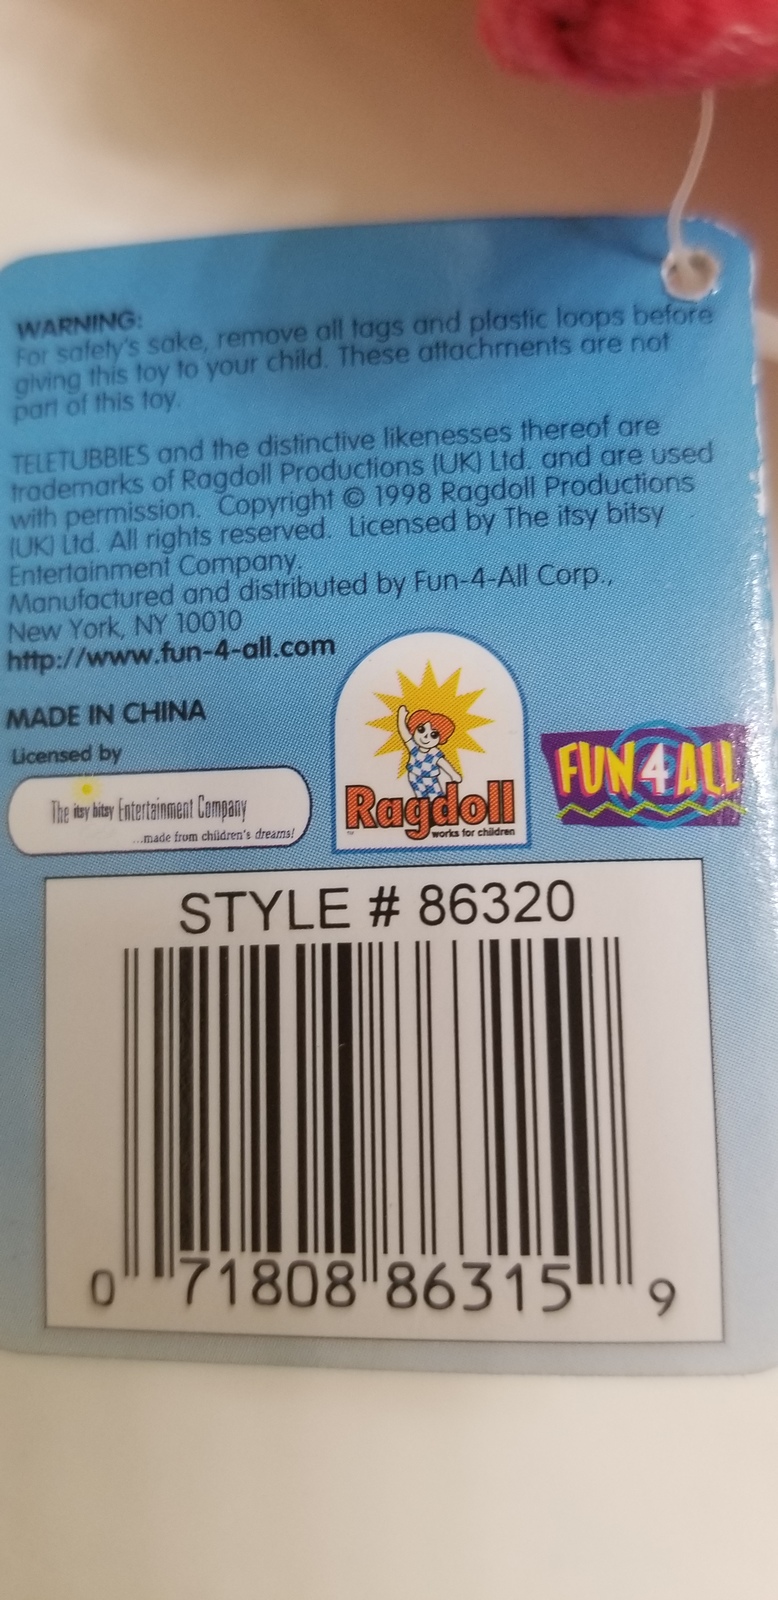 WARNING:
For safety's sake, remove all tags and plastic loops before
giving this toy to your child. These attachments are not
part of this toy.
TELETUBBIES and the distinctive likenesses thereof are
trademarks of Ragdoll Productions (UK) Ltd. and are used
with permission. Copyright © 1998 Ragdoll Productions
(UK) Ltd. All rights reserved. Licensed by The itsy bitsy
Entertainment Company.
Manufactured and distributed by Fun-4-All Corp.,
New York, NY 10010
http://www.fun-4-all.com
MADE IN CHINA
Licensed by
The itsy bitsy Entertainment Company
...made from children's dreams!
Ragdoll
TM works for children
FUN 4 ALL
STYLE # 86320
0 71808 86315 9